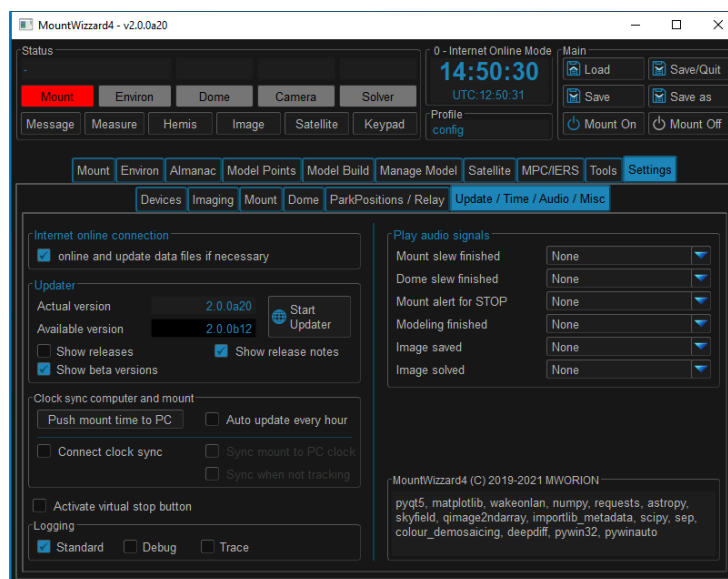 MountWizzard4 - v2.0.0a20
Status
-
Mount Environ Dome Camera Solver
Message Measure Hemis Image Satellite Keypad
0 - Internet Online Mode
14:50:30
UTC:12:50:31
Profile
config
Main
Load Save/Quit
Save Save as
Mount On Mount Off
Mount Environ Almanac Model Points Model Build Manage Model Satellite MPC/IERS Tools Settings
Devices Imaging Mount Dome ParkPositions / Relay Update / Time / Audio / Misc
Internet online connection
online and update data files if necessary
Updater
Actual version 2.0.0a20
Available version 2.0.0b12
Start
Updater
Show releases Show release notes
Show beta versions
Clock sync computer and mount
Push mount time to PC Auto update every hour
Connect clock sync Sync mount to PC clock
Sync when not tracking
Activate virtual stop button
Logging
Standard Debug Trace
Play audio signals
Mount slew finished None
Dome slew finished None
Mount alert for STOP None
Modeling finished None
Image saved None
Image solved None
MountWizzard4 (C) 2019-2021 MWORION
pyqt5, matplotlib, wakeonlan, numpy, requests, astropy,
skyfield, qimage2ndarray, importlib_metadata, scipy, sep,
colour_demosaicing, deepdiff, pywin32, pywinauto